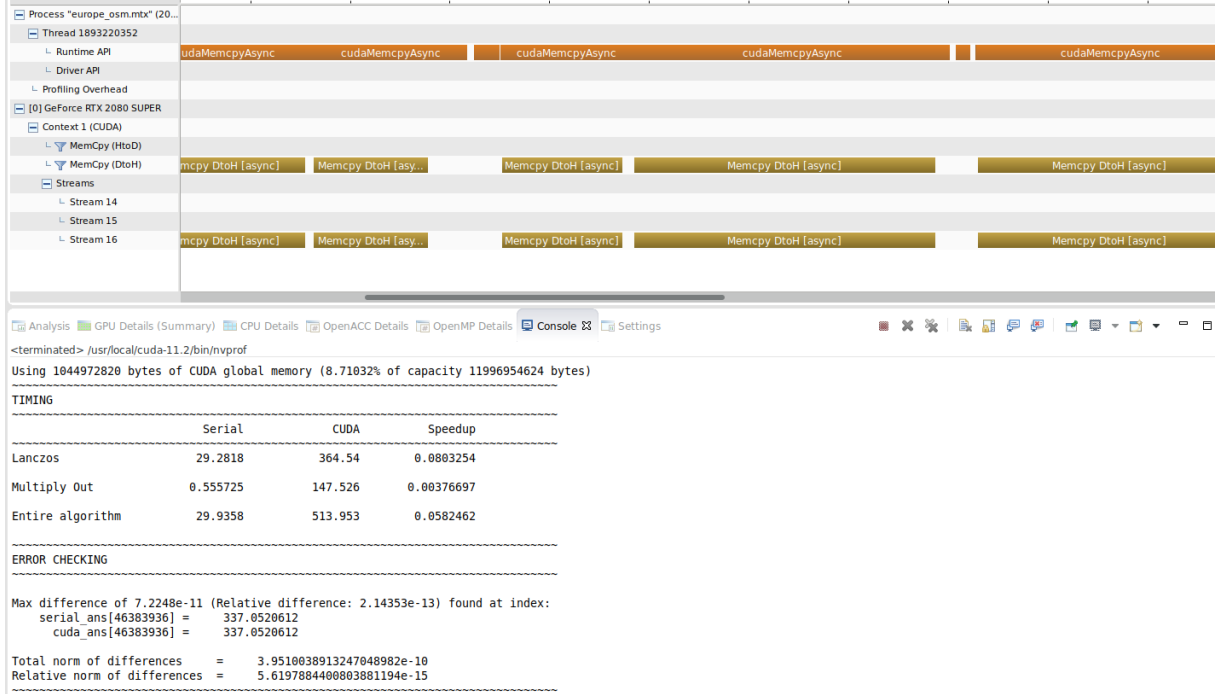 Process "europe_osm.mtx" (20...
Thread 1893220352
Runtime API udaMemcpyAsync cudaMemcpyAsync cudaMemcpyAsync cudaMemcpyAsync cudaMemcpyAsync
Driver API
Profiling Overhead
[0] GeForce RTX 2080 SUPER
Context 1 (CUDA)
MemCpy (HtoD)
MemCpy (DtoH) mcpy DtoH [async] Memcpy DtoH [asy... Memcpy DtoH [async] Memcpy DtoH [async] Memcpy DtoH [async]
Streams
Stream 14
Stream 15
Stream 16 mcpy DtoH [async] Memcpy DtoH [asy... Memcpy DtoH [async] Memcpy DtoH [async] Memcpy DtoH [async]
Analysis GPU Details (Summary) CPU Details OpenACC Details OpenMP Details Console Settings
<terminated> /usr/local/cuda-11.2/bin/nvprof
Using 1044972820 bytes of CUDA global memory (8.71032% of capacity 11996954624 bytes)
~~~~~~~~~~~~~~~~~~~~~~~~~~~~~~~~~~~~~~~~~~~~~~~~~~~~~~~~~~~~~~~~~~~~~~~~~~~~~~~~
TIMING
~~~~~~~~~~~~~~~~~~~~~~~~~~~~~~~~~~~~~~~~~~~~~~~~~~~~~~~~~~~~~~~~~~~~~~~~~~~~~~~~
Serial CUDA Speedup
~~~~~~~~~~~~~~~~~~~~~~~~~~~~~~~~~~~~~~~~~~~~~~~~~~~~~~~~~~~~~~~~~~~~~~~~~~~~~~~~
Lanczos 29.2818 364.54 0.0803254
Multiply Out 0.555725 147.526 0.00376697
Entire algorithm 29.9358 513.953 0.0582462
~~~~~~~~~~~~~~~~~~~~~~~~~~~~~~~~~~~~~~~~~~~~~~~~~~~~~~~~~~~~~~~~~~~~~~~~~~~~~~~~
ERROR CHECKING
~~~~~~~~~~~~~~~~~~~~~~~~~~~~~~~~~~~~~~~~~~~~~~~~~~~~~~~~~~~~~~~~~~~~~~~~~~~~~~~~
Max difference of 7.2248e-11 (Relative difference: 2.14353e-13) found at index:
serial_ans[46383936] = 337.0520612
cuda_ans[46383936] = 337.0520612
Total norm of differences = 3.9510038913247048982e-10
Relative norm of differences = 5.6197884400803881194e-15
~~~~~~~~~~~~~~~~~~~~~~~~~~~~~~~~~~~~~~~~~~~~~~~~~~~~~~~~~~~~~~~~~~~~~~~~~~~~~~~~